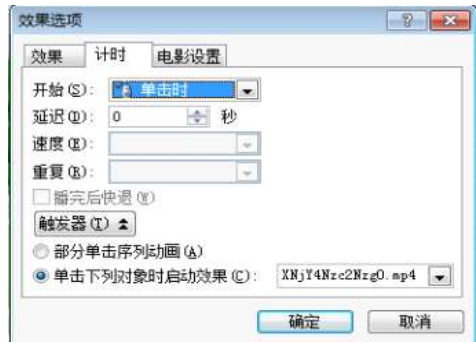 效果选项
效果 计时 电影设置
开始(S): 单击时
延迟(D): 0 秒
速度(E):
重复(R):
播完后快退(W)
触发器(T)
部分单击序列动画(A)
单击下列对象时启动效果(C): XNjY4Nzc2NzgO.mp4
确定 取消